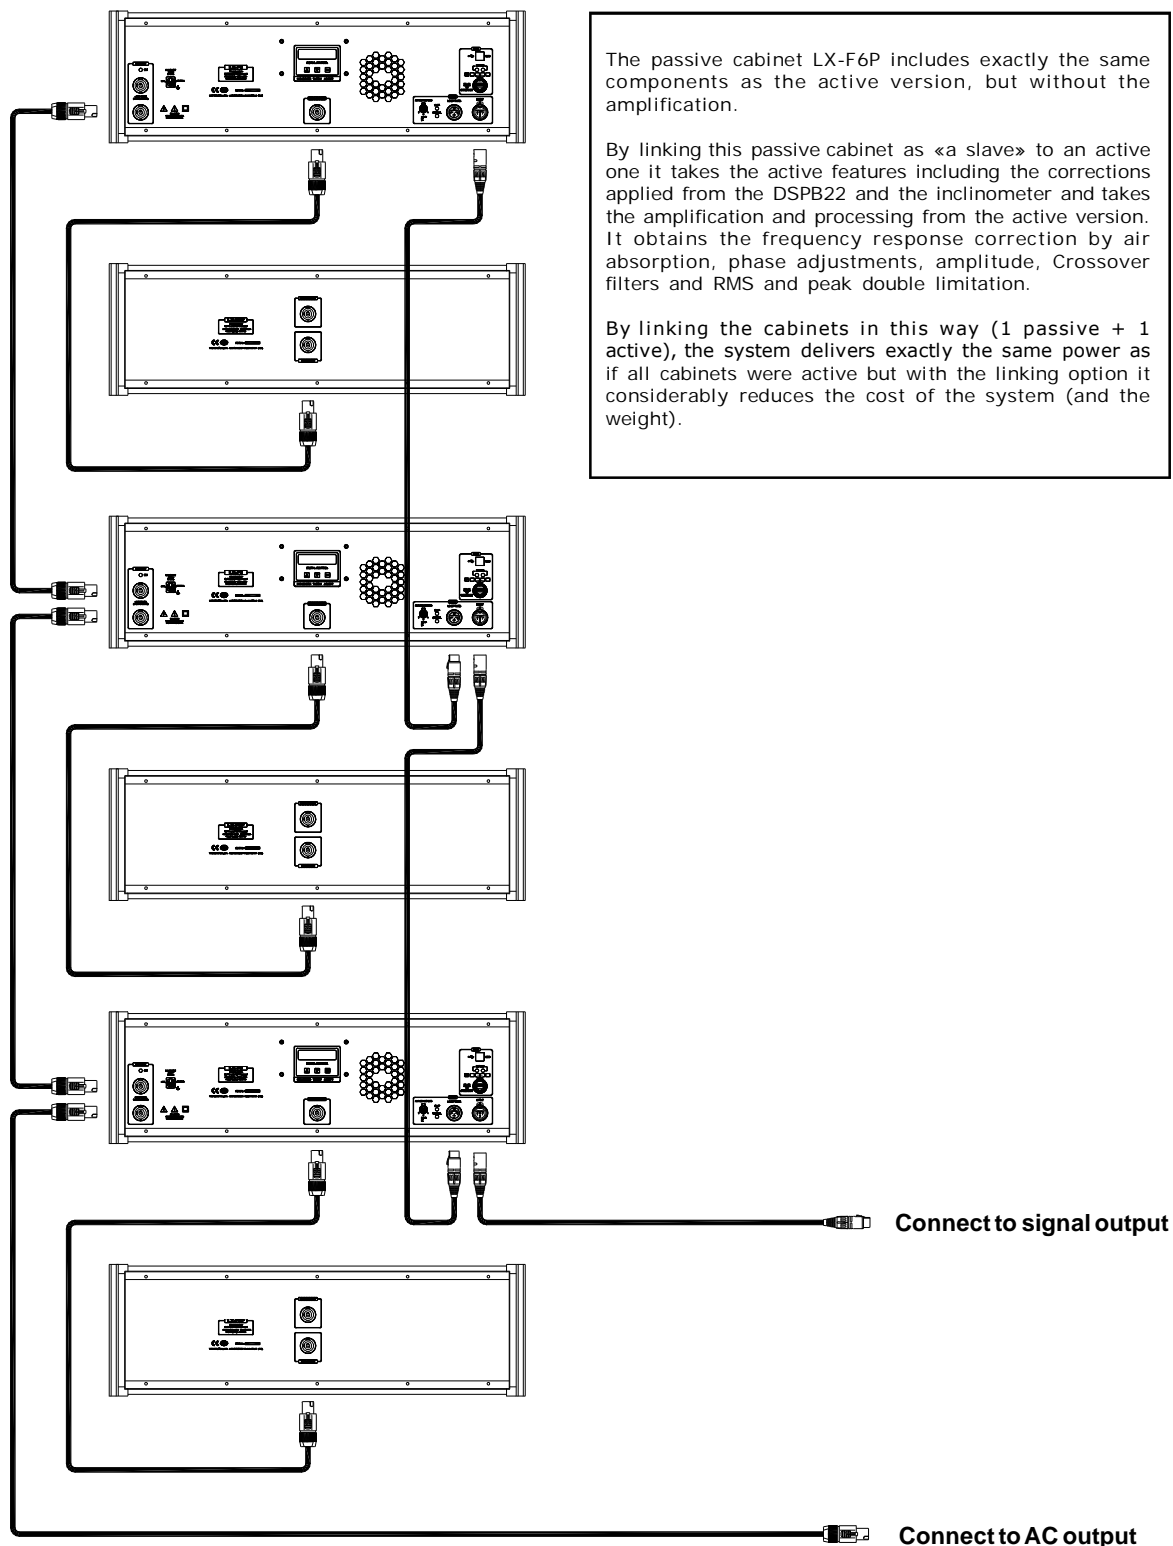 The passive cabinet LX-F6P includes exactly the same
components as the active version, but without the
amplification.
By linking this passive cabinet as «a slave» to an active
one it takes the active features including the corrections
applied from the DSPB22 and the inclinometer and takes
the amplification and processing from the active version.
It obtains the frequency response correction by air
absorption, phase adjustments, amplitude, Crossover
filters and RMS and peak double limitation.
By linking the cabinets in this way (1 passive + 1
active), the system delivers exactly the same power as
if all cabinets were active but with the linking option it
considerably reduces the cost of the system (and the
weight).
Connect to signal output
Connect to AC output